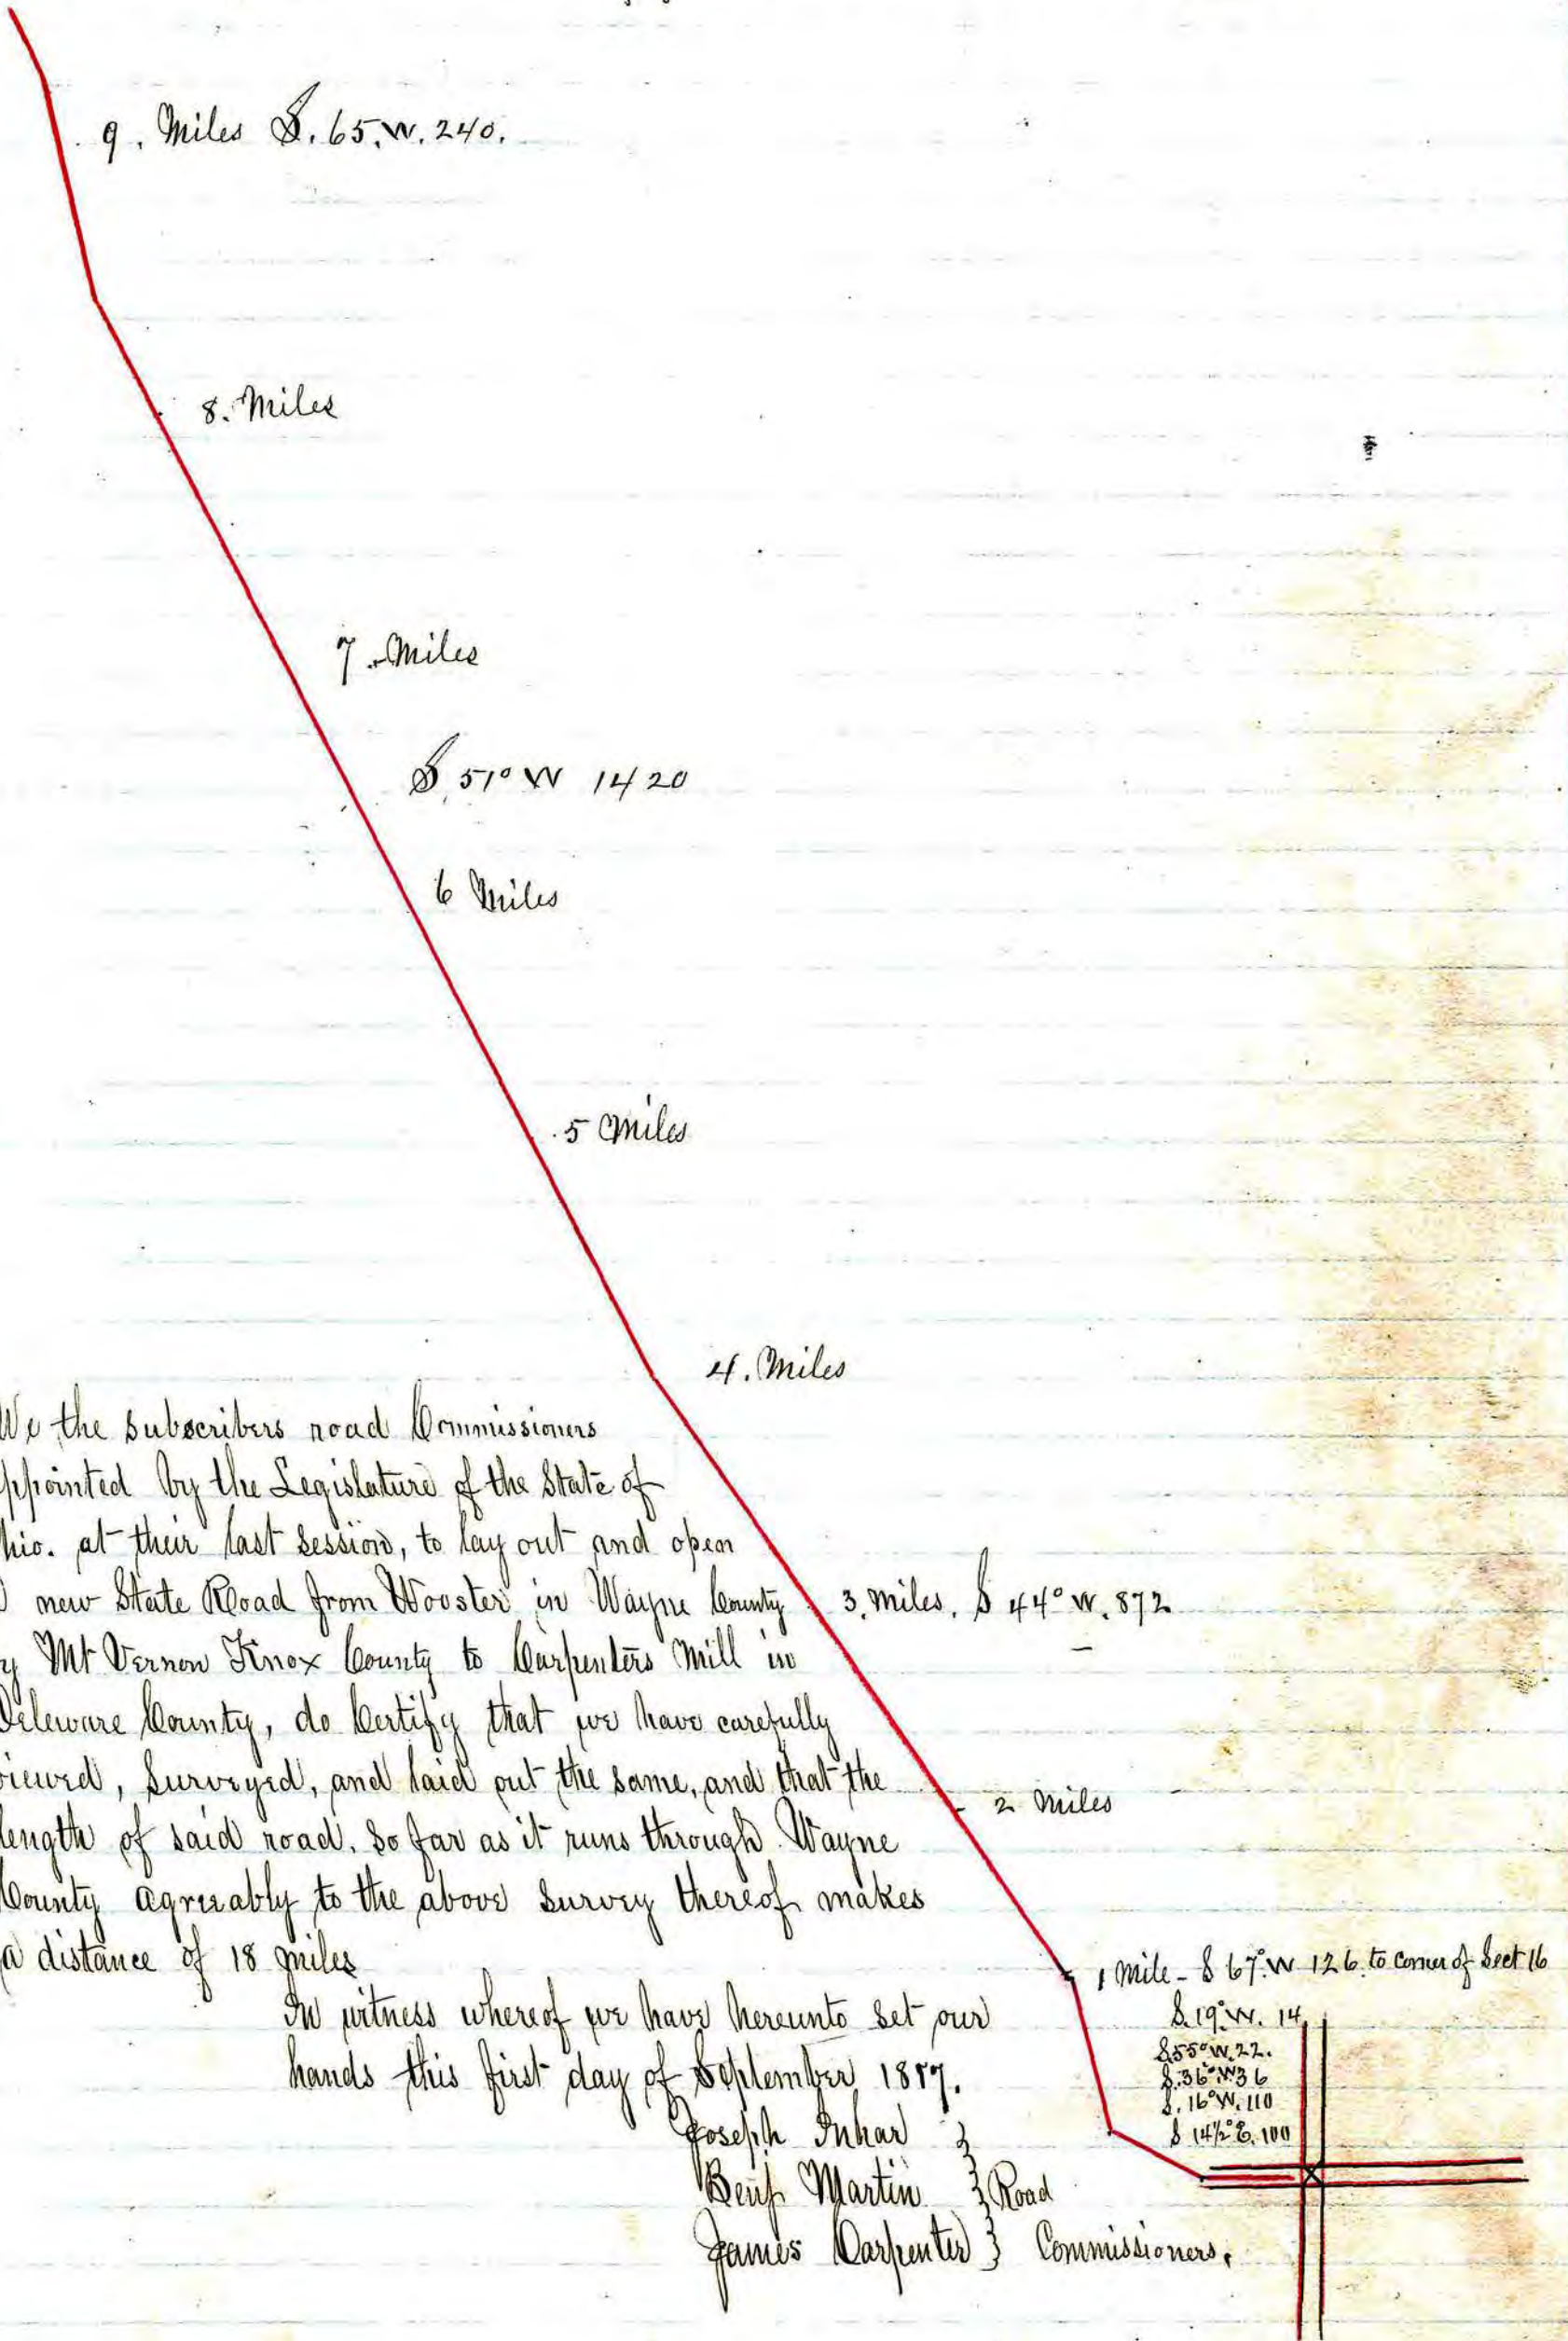 9. Miles S. 65. W. 240.
8. Miles
7. Miles
S. 51° W 1420
6 Miles
5 Miles
4. Miles
We the Subscribers road Commissioners
ppointed by the Legislature of the State of
hio. at their last Session, to lay out and open
new State Road from Wooster in Wayne County
3. Miles. S 44° W. 872
y Mt Vernon Knox County to Carpenters Mill in
Deleware County, do Certify that we have carefully
viewed, Surveyed, and laid out the same, and that the
2 Miles
length of said road, So far as it runs through Wayne
County agreeably to the above Survey thereof makes
a distance of 18 miles
1 Mile - S 67° W 126. to corner of Sect 16
In witness whereof we have hereunto Set our
S. 19° W. 14
S 55° W. 22.
S. 36° W 36
hands this first day of September 1817.
S. 16° W. 110
S 14½° E. 100
Joseph
Benj Martin } Road
James Carpenter } Commissioners.